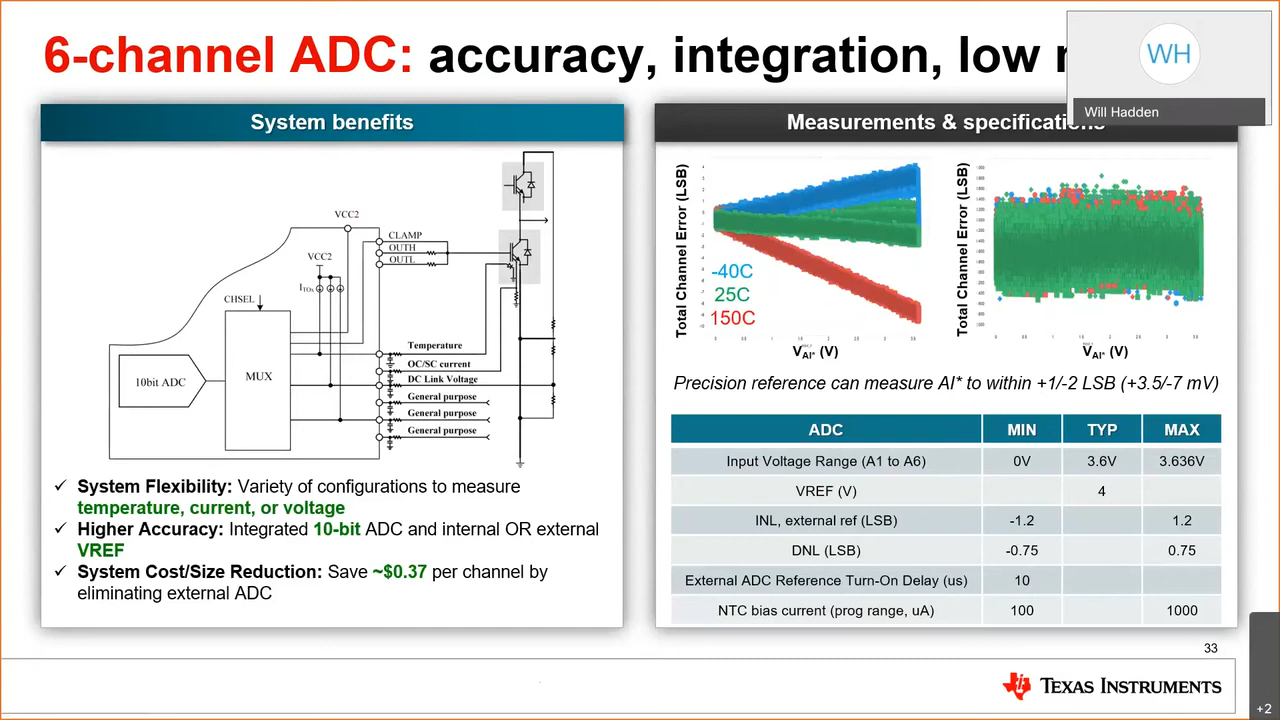 6-channel ADC: accuracy, integration, low
WH
Will Hadden
System benefits
VCC2
CLAMP
OUTH
OUTL
VCC2
ITOx
CHSEL
Temperature
OC/SC current
DC Link Voltage
General purpose
General purpose
General purpose
10bit ADC
MUX
✓ System Flexibility: Variety of configurations to measure
temperature, current, or voltage
✓ Higher Accuracy: Integrated 10-bit ADC and internal OR external
VREF
✓ System Cost/Size Reduction: Save ~$0.37 per channel by
eliminating external ADC
Measurements & specifications
Total Channel Error (LSB)
-40C
25C
150C
VAI* (V)
Total Channel Error (LSB)
VAI* (V)
Precision reference can measure AI* to within +1/-2 LSB (+3.5/-7 mV)
ADC MIN TYP MAX
Input Voltage Range (A1 to A6) 0V 3.6V 3.636V
VREF (V) 4
INL, external ref (LSB) -1.2 1.2
DNL (LSB) -0.75 0.75
External ADC Reference Turn-On Delay (us) 10
NTC bias current (prog range, uA) 100 1000
33
TEXAS INSTRUMENTS
+2